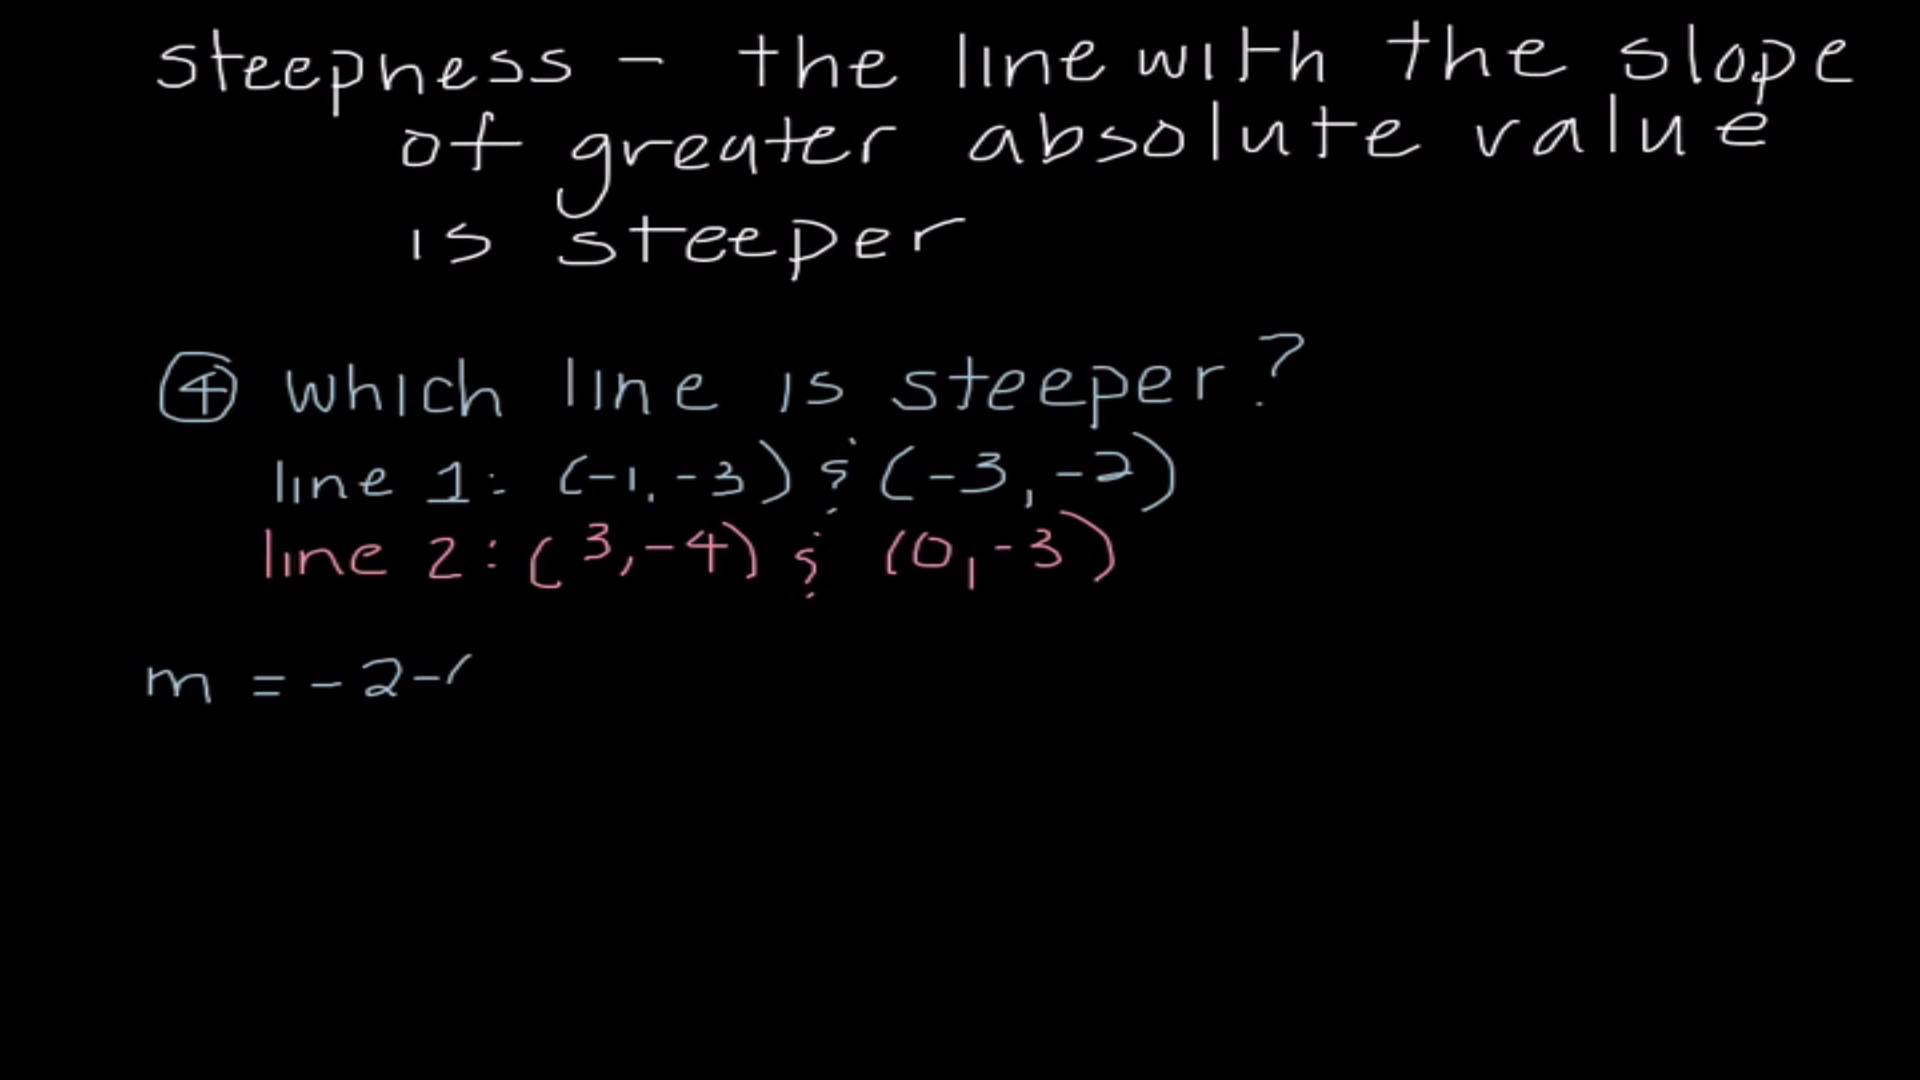 steepness - the line with the slope
of greater absolute value
is steeper
④ which line is steeper?
line 1: (-1,-3) & (-3,-2)
line 2: (3,-4) & (0,-3)
m = -2-(